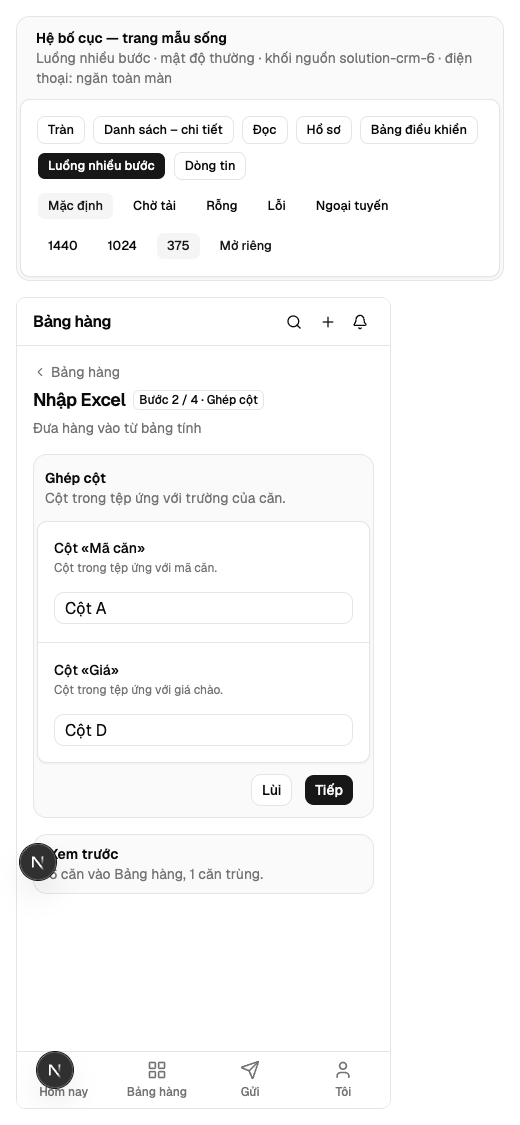 Hệ bố cục — trang mẫu sống
Luồng nhiều bước · mật độ thường · khối nguồn solution-crm-6 · điện
thoại: ngăn toàn màn
Tràn
Danh sách – chi tiết
Đọc
Hồ sơ
Bảng điều khiển
Luồng nhiều bước
Dòng tin
Mặc định
Chờ tải
Rỗng
Lỗi
Ngoại tuyến
1440
1024
375
Mở riêng
Bảng hàng
Bảng hàng
Nhập Excel
Bước 2 / 4 · Ghép cột
Đưa hàng vào từ bảng tính
Ghép cột
Cột trong tệp ứng với trường của căn.
Cột «Mã căn»
Cột trong tệp ứng với mã căn.
Cột A
Cột «Giá»
Cột trong tệp ứng với giá chào.
Cột D
Lùi
Tiếp
Xem trước
căn vào Bảng hàng, 1 căn trùng.
N
N
Hôm nay
Bảng hàng
Gửi
Tôi